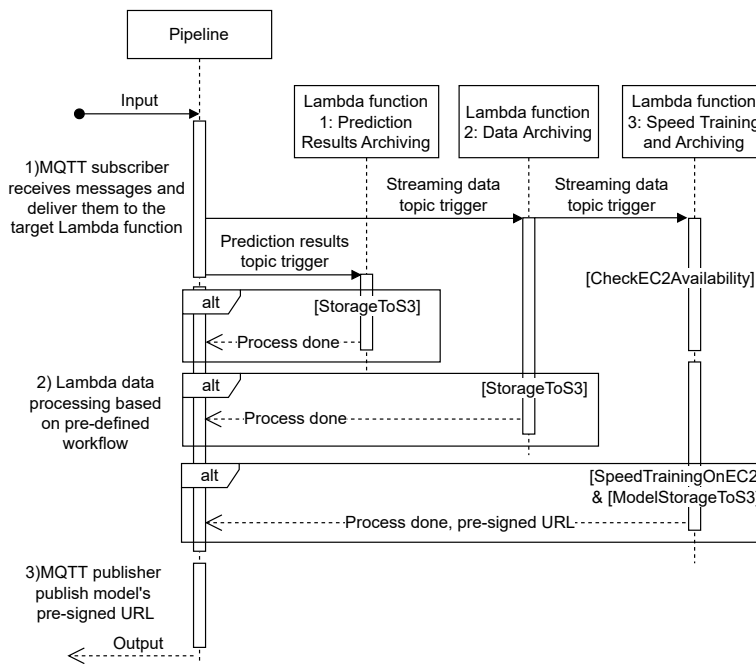 Pipeline
Input
Lambda function
1: Prediction
Results Archiving
Lambda function
2: Data Archiving
Lambda function
3: Speed Training
and Archiving
1)MQTT subscriber
receives messages and
deliver them to the
target Lambda function
Streaming data
topic trigger
Streaming data
topic trigger
Prediction results
topic trigger
[CheckEC2Availability]
alt
[StorageToS3]
Process done
2) Lambda data
processing based
on pre-defined
workflow
alt
[StorageToS3]
Process done
alt
[SpeedTrainingOnEC2
& [ModelStorageToS3]
Process done, pre-signed URL
3)MQTT publisher
publish model's
pre-signed URL
Output